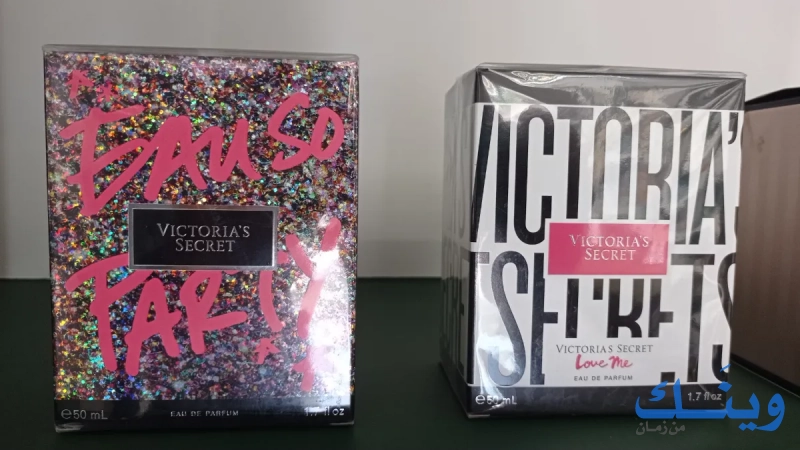 EAU SO
VICTORIA'S
SECRET
PARTY
℮50 mL
EAU DE PARFUM
1.7 fl oz
VICTORIA'S
VICTORIA'S
SECRET
SECRETS
VICTORIA'S SECRET
Love Me
EAU DE PARFUM
℮50 mL
1.7 fl oz
وينك
من زمان